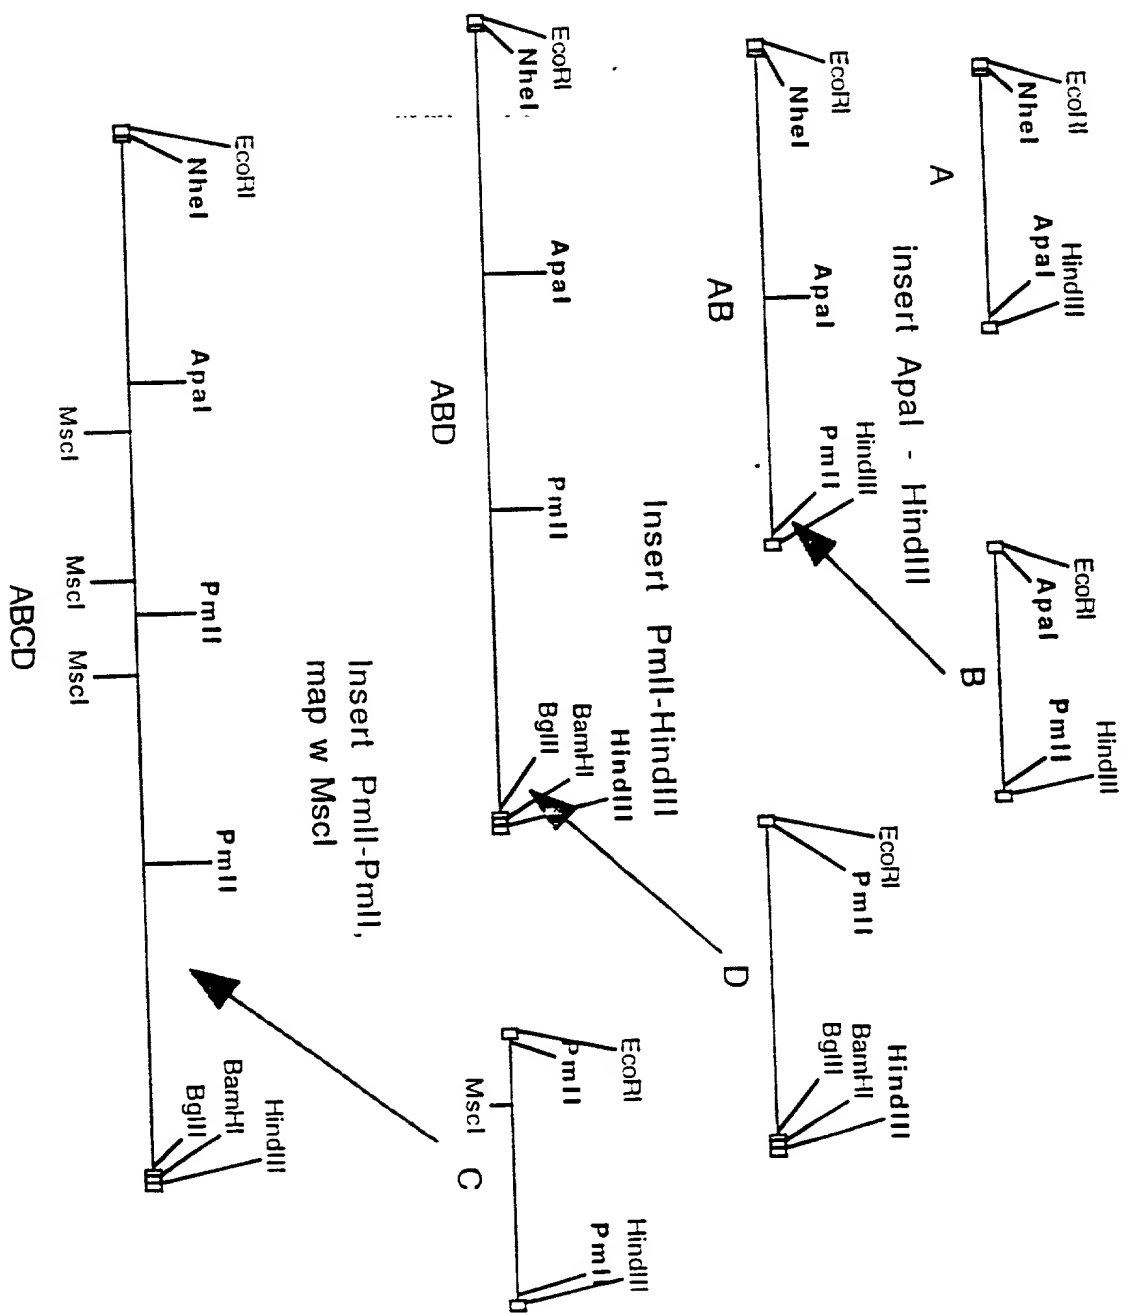 EcoRI
NheI
HindIII
ApaI
A
EcoRI
ApaI
HindIII
PmlI
B
insert ApaI - HindIII
EcoRI
NheI
ApaI
HindIII
PmlI
AB
EcoRI
PmlI
HindIII
BamHI
BglII
D
Insert PmlI-HindIII
EcoRI
NheI
ApaI
PmlI
HindIII
BamHI
BglII
ABD
EcoRI
PmlI
MscI
HindIII
PmI
C
Insert PmlI-PmlI,
map w MscI
EcoRI
NheI
ApaI
PmlI
PmlI
HindIII
BamHI
BglII
MscI
MscI
MscI
ABCD